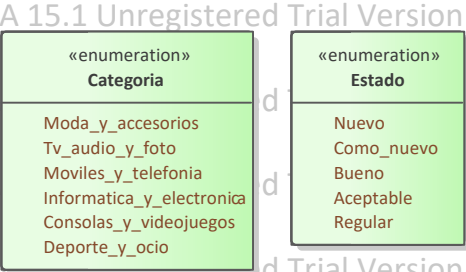 A 15.1 Unregistered Trial Version
«enumeration»
Categoria
Moda_y_accesorios
Tv_audio_y_foto
Moviles_y_telefonia
Informatica_y_electronica
Consolas_y_videojuegos
Deporte_y_ocio
«enumeration»
Estado
Nuevo
Como_nuevo
Bueno
Aceptable
Regular
d Trial Version